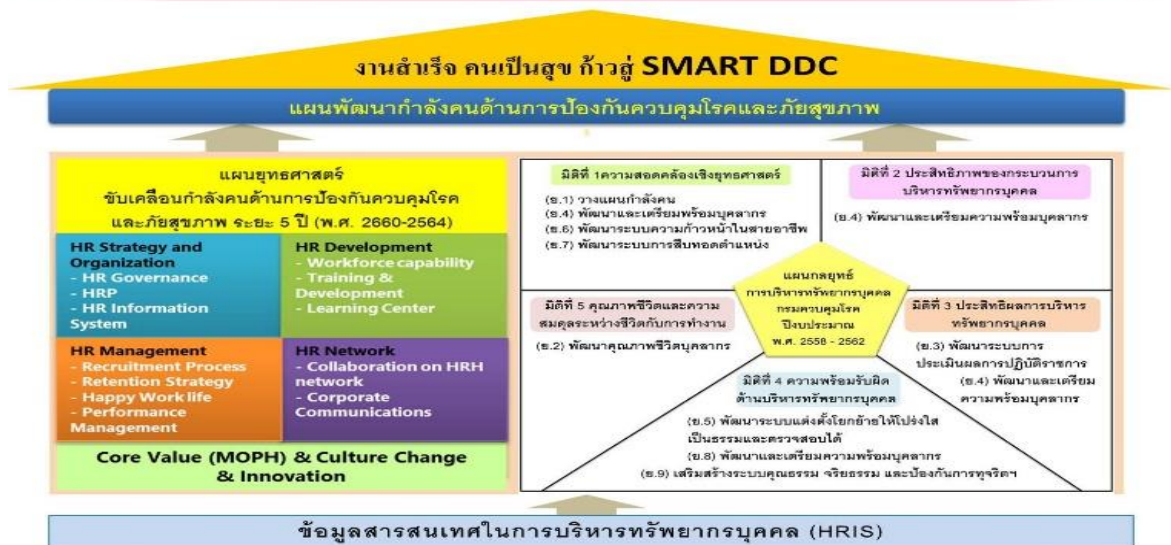 งานสำเร็จ คนเป็นสุข ก้าวสู่ SMART DDC
แผนพัฒนากำลังคนด้านการป้องกันควบคุมโรคและภัยสุขภาพ
แผนยุทธศาสตร์
ขับเคลื่อนกำลังคนด้านการป้องกันควบคุมโรค
และภัยสุขภาพ ระยะ 5 ปี (พ.ศ. 2660-2564)
HR Strategy and
Organization
- HR Governance
- HRP
- HR Information
System
HR Development
- Workforce capability
- Training &
Development
- Learning Center
HR Management
- Recruitment Process
- Retention Strategy
- Happy Work life
- Performance
Management
HR Network
- Collaboration on HRH
network
- Corporate
Communications
Core Value (MOPH) & Culture Change
& Innovation
มิติที่ 1ความสอดคล้องเชิงยุทธศาสตร์
(ย.1) วางแผนกำลังคน
(ย.4) พัฒนาและเตรียมพร้อมบุคลากร
(ย.6) พัฒนาระบบความก้าวหน้าในสายอาชีพ
(ย.7) พัฒนาระบบการสืบทอดตำแหน่ง
มิติที่ 2 ประสิทธิภาพของกระบวนการ
บริหารทรัพยากรบุคคล
(ย.4) พัฒนาและเตรียมความพร้อมบุคลากร
แผนกลยุทธ์
การบริหารทรัพยากรบุคคล
กรมควบคุมโรค
ปีงบประมาณ
พ.ศ. 2558 - 2562
มิติที่ 5 คุณภาพชีวิตและความ
สมดุลระหว่างชีวิตกับการทำงาน
(ย.2) พัฒนาคุณภาพชีวิตบุคลากร
มิติที่ 3 ประสิทธิผลการบริหาร
ทรัพยากรบุคคล
(ย.3) พัฒนาระบบการ
ประเมินผลการปฏิบัติราชการ
(ย.4) พัฒนาและเตรียม
ความพร้อมบุคลากร
มิติที่ 4 ความพร้อมรับผิด
ด้านบริหารทรัพยากรบุคคล
(ย.5) พัฒนาระบบแต่งตั้งโยกย้ายให้โปร่งใส
เป็นธรรมและตรวจสอบได้
(ย.8) พัฒนาและเตรียมความพร้อมบุคลากร
(ย.9) เสริมสร้างระบบคุณธรรม จริยธรรม และป้องกันการทุจริตฯ
ข้อมูลสารสนเทศในการบริหารทรัพยากรบุคคล (HRIS)